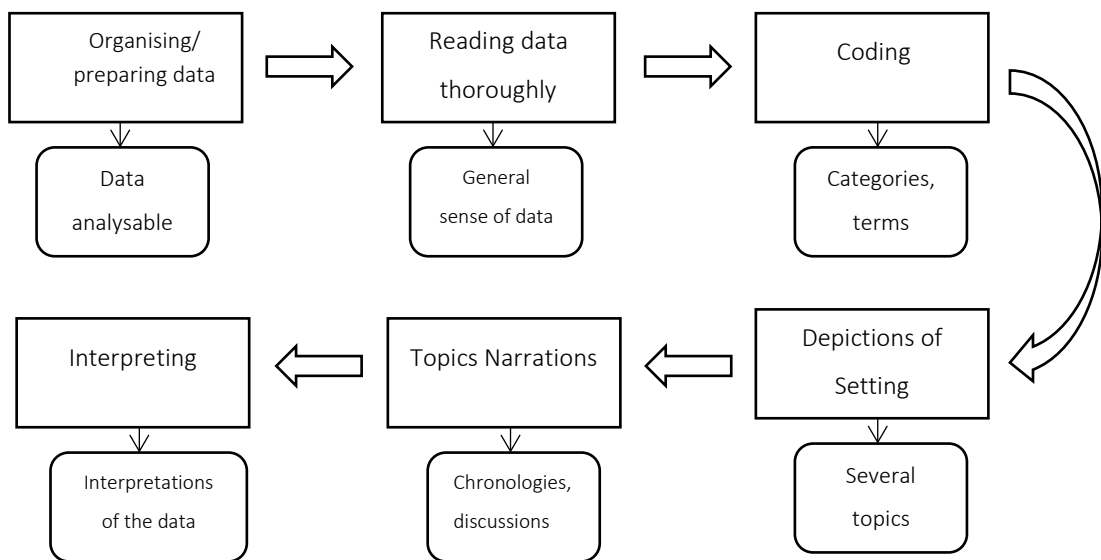 Organising/
preparing data
Reading data
thoroughly
Coding
Data
analysable
General
sense of data
Categories,
terms
Depictions of
Setting
Several
topics
Topics Narrations
Chronologies,
discussions
Interpreting
Interpretations
of the data